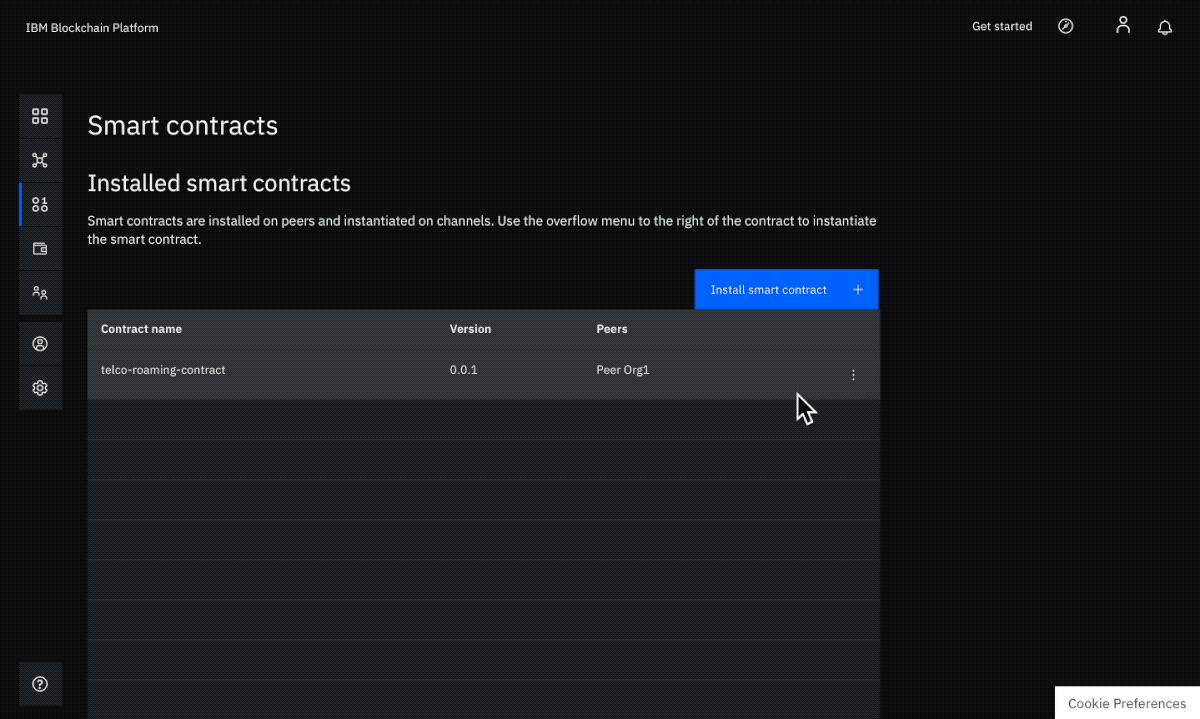 IBM Blockchain Platform
Get started
Smart contracts
Installed smart contracts
Smart contracts are installed on peers and instantiated on channels. Use the overflow menu to the right of the contract to instantiate
the smart contract.
Install smart contract +
Contract name Version Peers
telco-roaming-contract 0.0.1 Peer Org1
Cookie Preferences